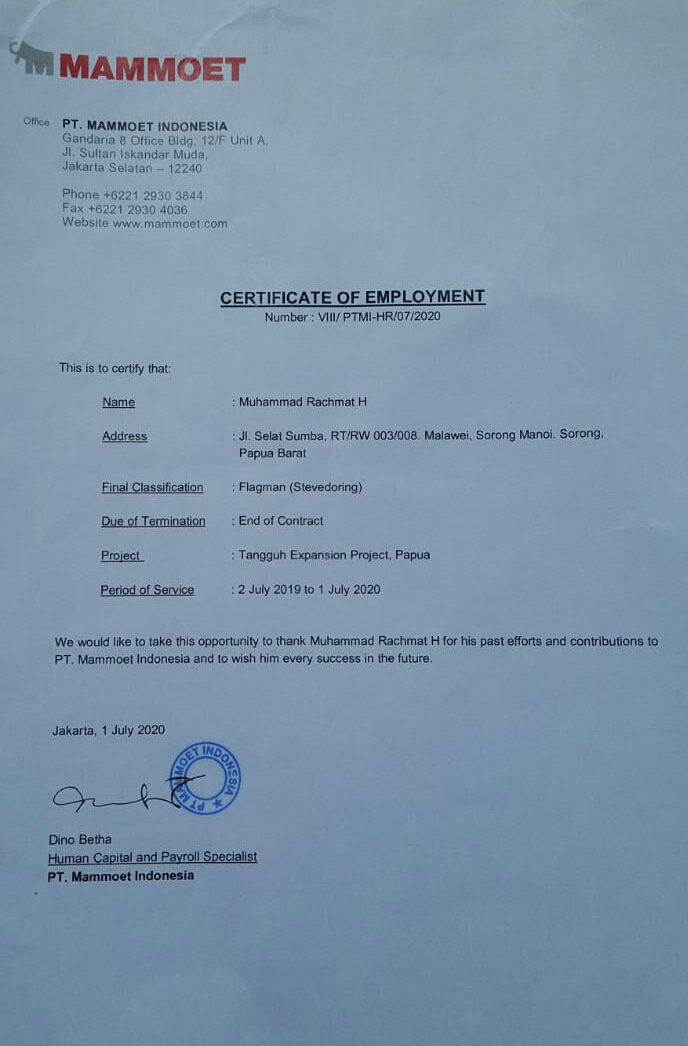 MAMMOET
Office PT. MAMMOET INDONESIA
Gandaria 8 Office Bldg, 12/F Unit A,
Jl. Sultan Iskandar Muda,
Jakarta Selatan – 12240
Phone +6221 2930 3844
Fax +6221 2930 4036
Website www.mammoet.com
CERTIFICATE OF EMPLOYMENT
Number : VIII/ PTMI-HR/07/2020
This is to certify that:
Name : Muhammad Rachmat H
Address : Jl. Selat Sumba, RT/RW 003/008. Malawei, Sorong Manoi. Sorong,
Papua Barat
Final Classification : Flagman (Stevedoring)
Due of Termination : End of Contract
Project : Tangguh Expansion Project, Papua
Period of Service : 2 July 2019 to 1 July 2020
We would like to take this opportunity to thank Muhammad Rachmat H for his past efforts and contributions to
PT. Mammoet Indonesia and to wish him every success in the future.
Jakarta, 1 July 2020
PT MAMMOET INDONESIA
Dino Betha
Human Capital and Payroll Specialist
PT. Mammoet Indonesia